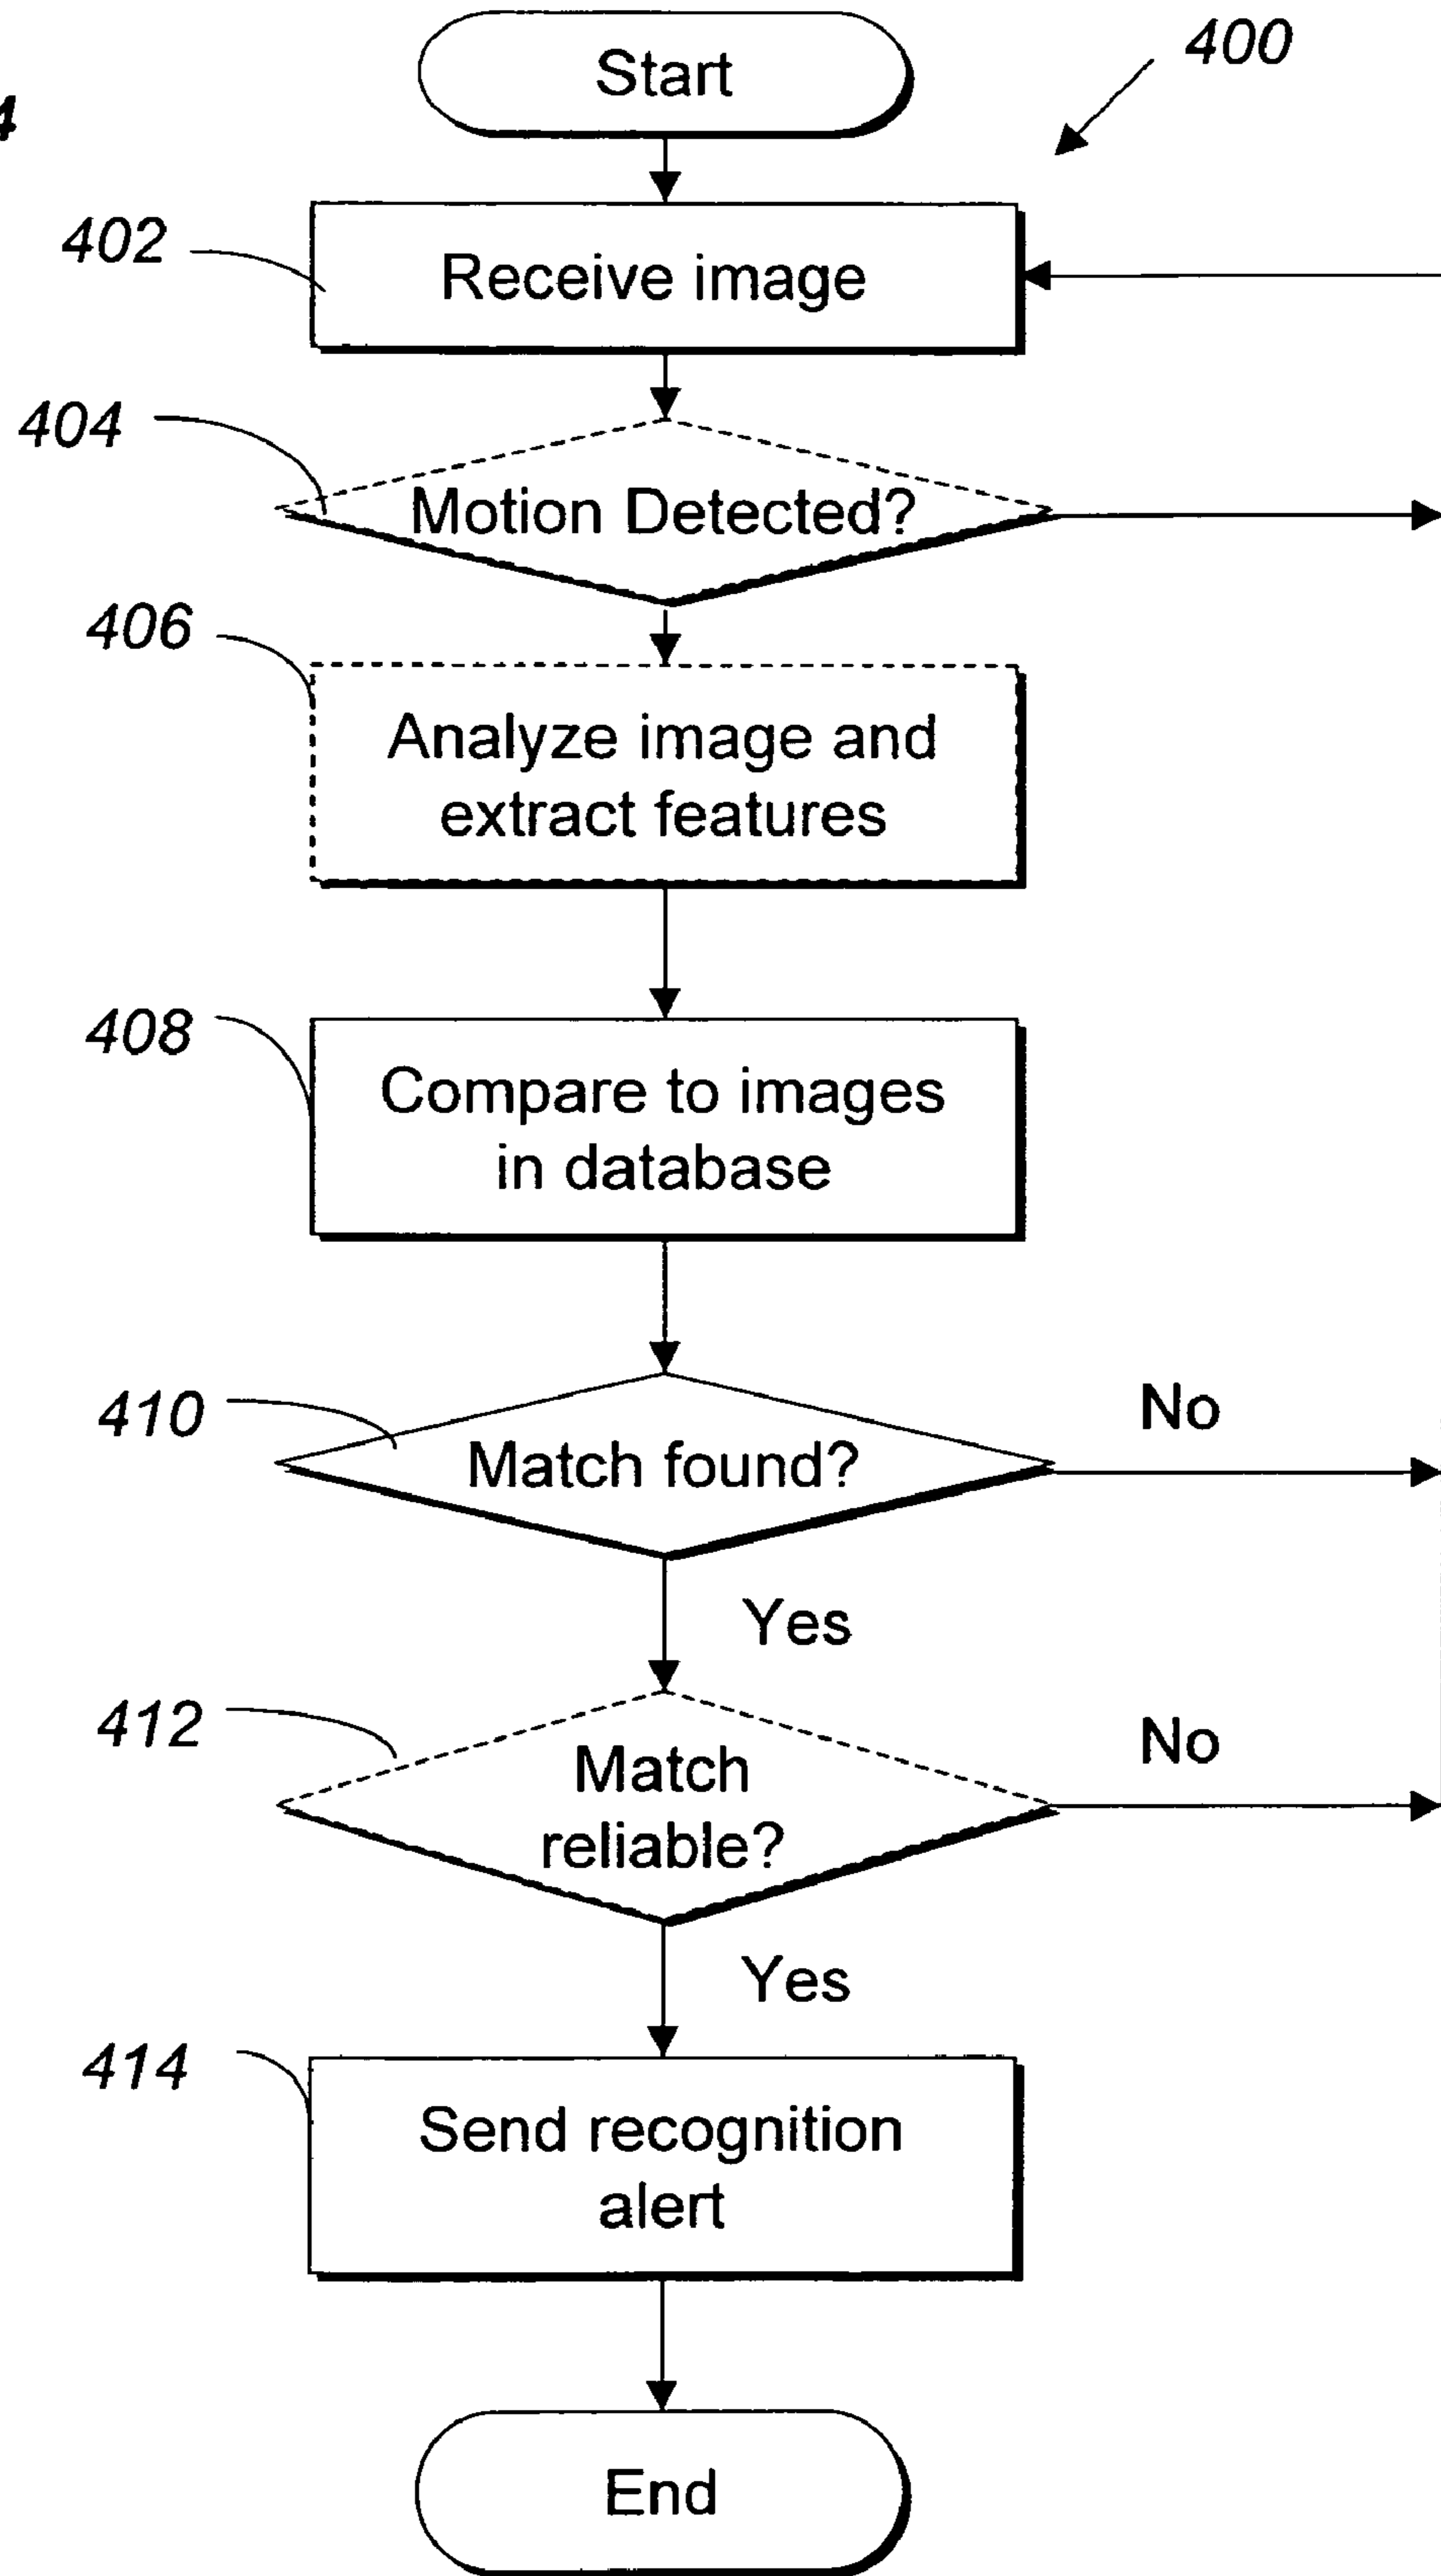 Start
400
4
402
Receive image
404
Motion Detected?
406
Analyze image and
extract features
408
Compare to images
in database
410
Match found?
No
Yes
412
Match
reliable?
No
Yes
414
Send recognition
alert
End